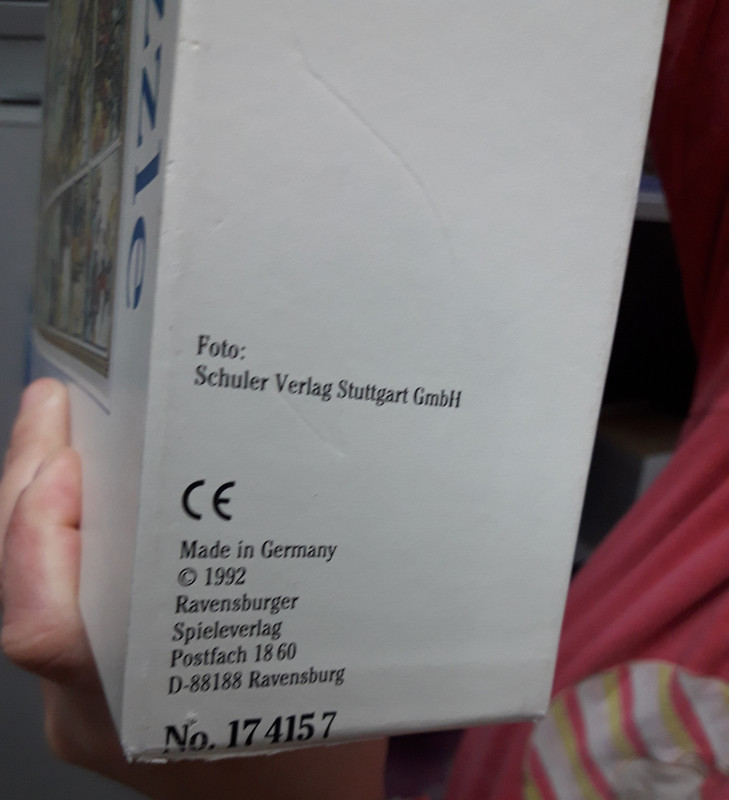 zzle
Foto:
Schuler Verlag Stuttgart GmbH
CE
Made in Germany
© 1992
Ravensburger
Spieleverlag
Postfach 18 60
D-88188 Ravensburg
No. 17 415 7